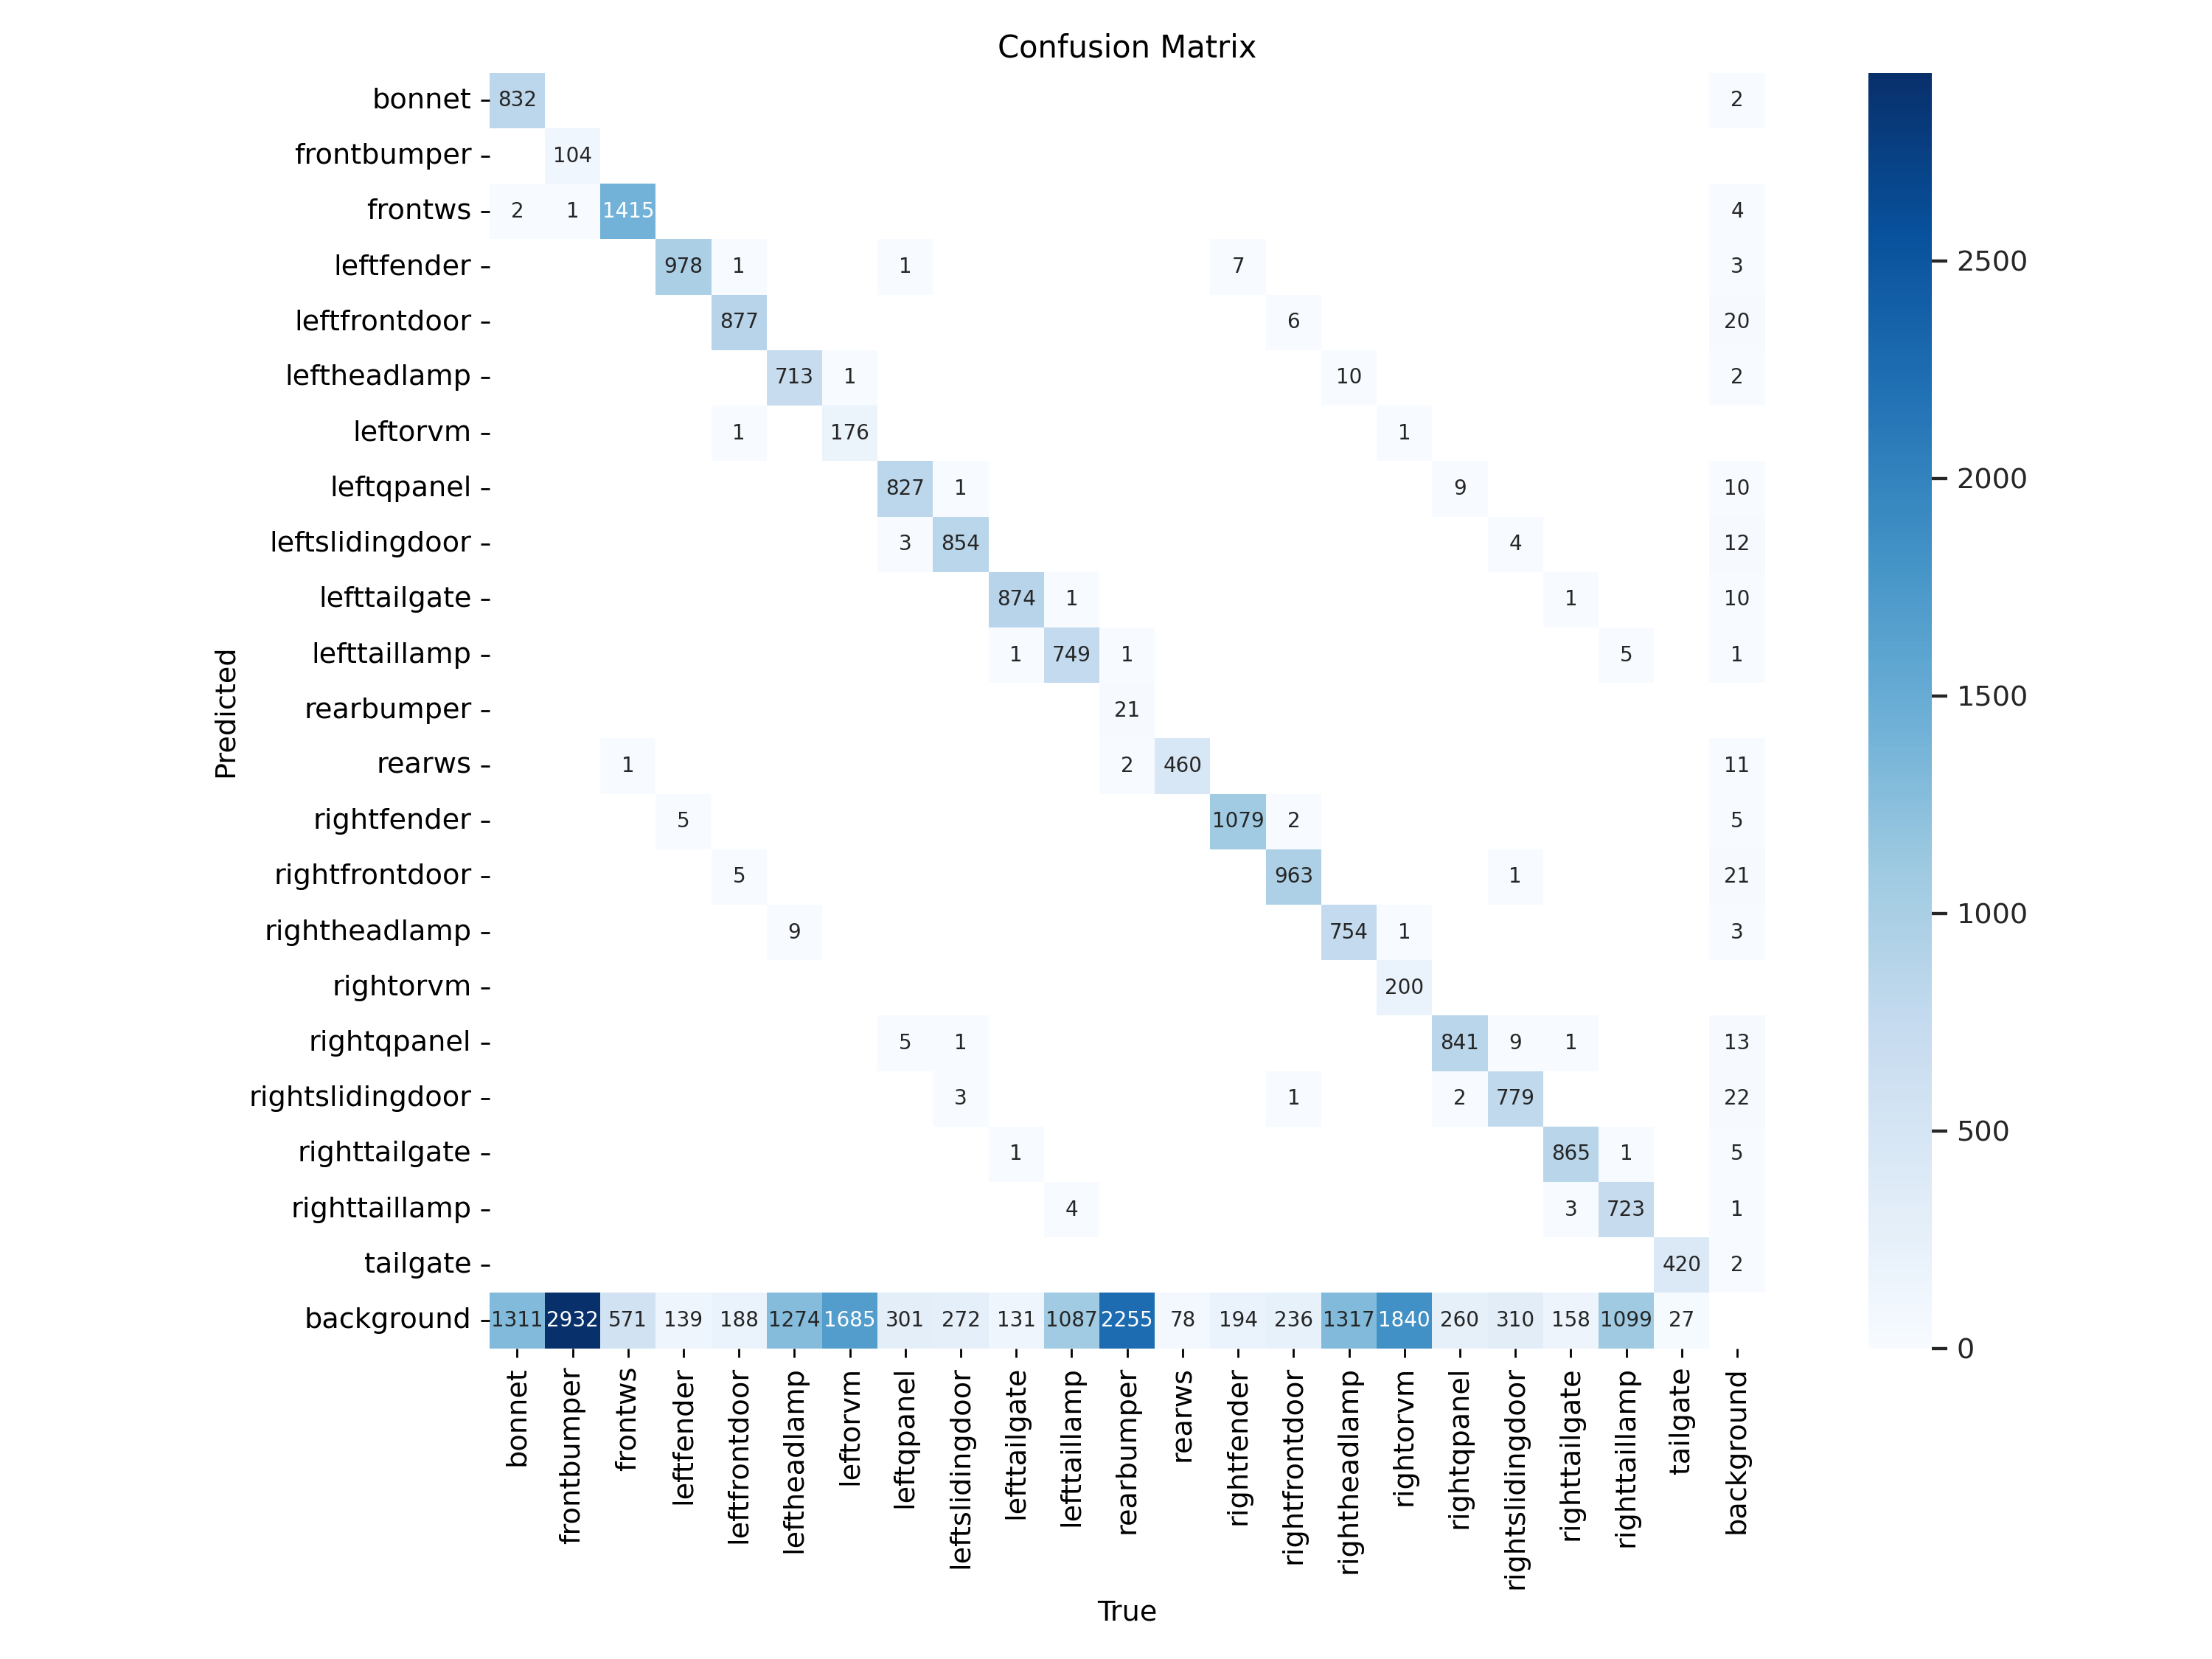 Confusion Matrix
bonnet 832 2
frontbumper 104
frontws 2 1 1415 4
leftfender 978 1 1 7 3
2500
leftfrontdoor 877 6 20
leftheadlamp 713 1 10 2
leftorvm 1 176 1
2000
leftqpanel 827 1 9 10
leftslidingdoor 3 854 4 12
lefttailgate 874 1 1 10
lefttaillamp 1 749 1 5 1
1500
rearbumper 21
Predicted
rearws 1 2 460 11
rightfender 5 1079 2 5
rightfrontdoor 5 963 1 21
1000
rightheadlamp 9 754 1 3
rightorvm 200
rightqpanel 5 1 841 9 1 13
rightslidingdoor 3 1 2 779 22
500
righttailgate 1 865 1 5
righttaillamp 4 3 723 1
tailgate 420 2
background 1311 2932 571 139 188 1274 1685 301 272 131 1087 2255 78 194 236 1317 1840 260 310 158 1099 27
0
bonnet
frontbumper
frontws
leftfender
leftfrontdoor
leftheadlamp
leftorvm
leftqpanel
leftslidingdoor
lefttailgate
lefttaillamp
rearbumper
rearws
rightfender
rightfrontdoor
rightheadlamp
rightorvm
rightqpanel
rightslidingdoor
righttailgate
righttaillamp
tailgate
background
True